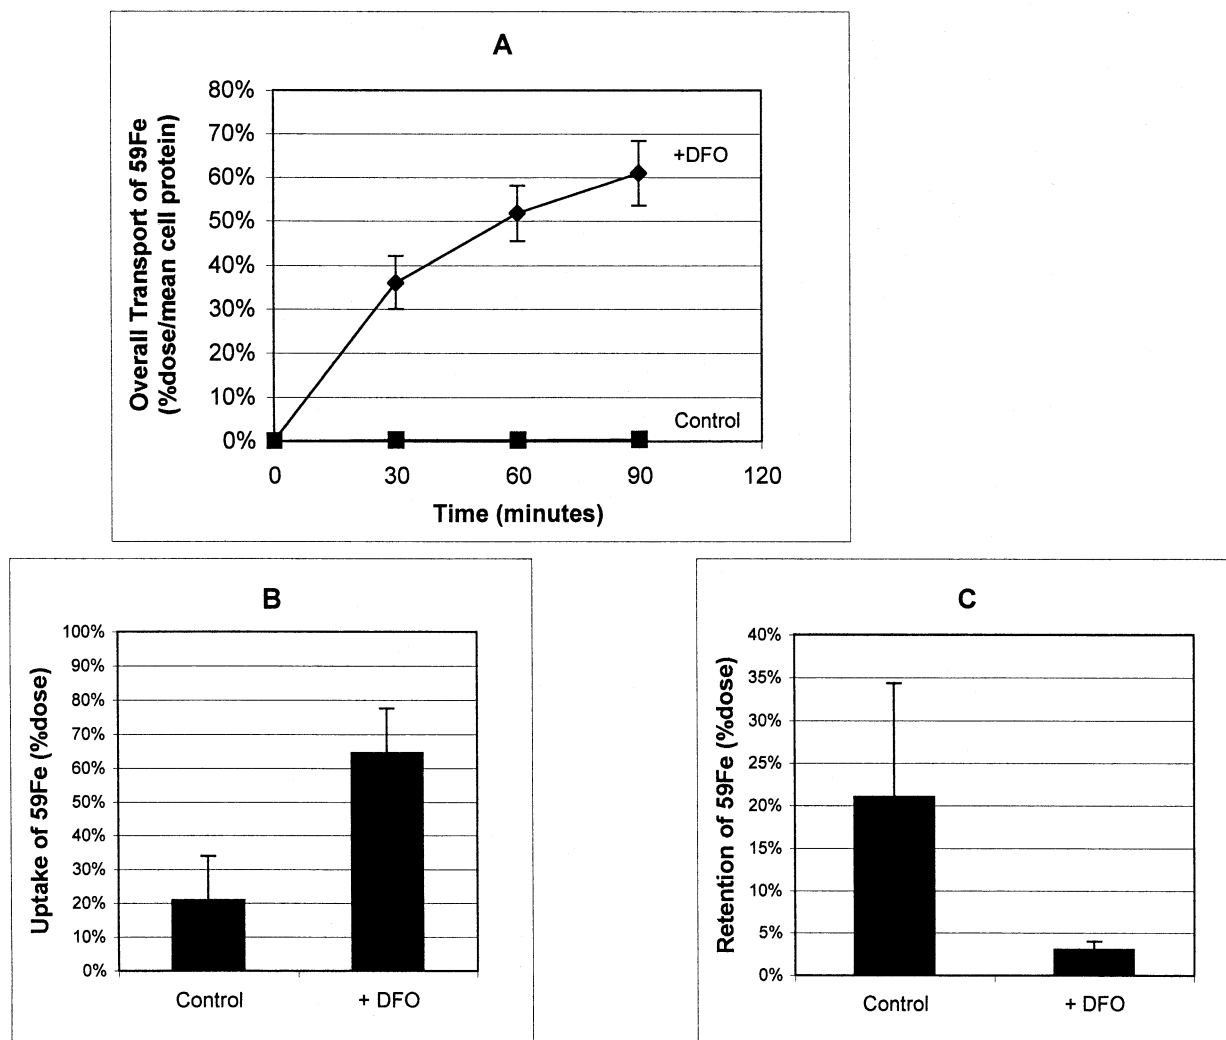 A
Overall Transport of 59Fe
(%dose/mean cell protein)
80%
70%
60%
50%
40%
30%
20%
10%
0%
+DFO
Control
0 30 60 90 120
Time (minutes)
B
Uptake of 59Fe (%dose)
100%
90%
80%
70%
60%
50%
40%
30%
20%
10%
0%
Control + DFO
C
Retention of 59Fe (%dose)
40%
35%
30%
25%
20%
15%
10%
5%
0%
Control + DFO